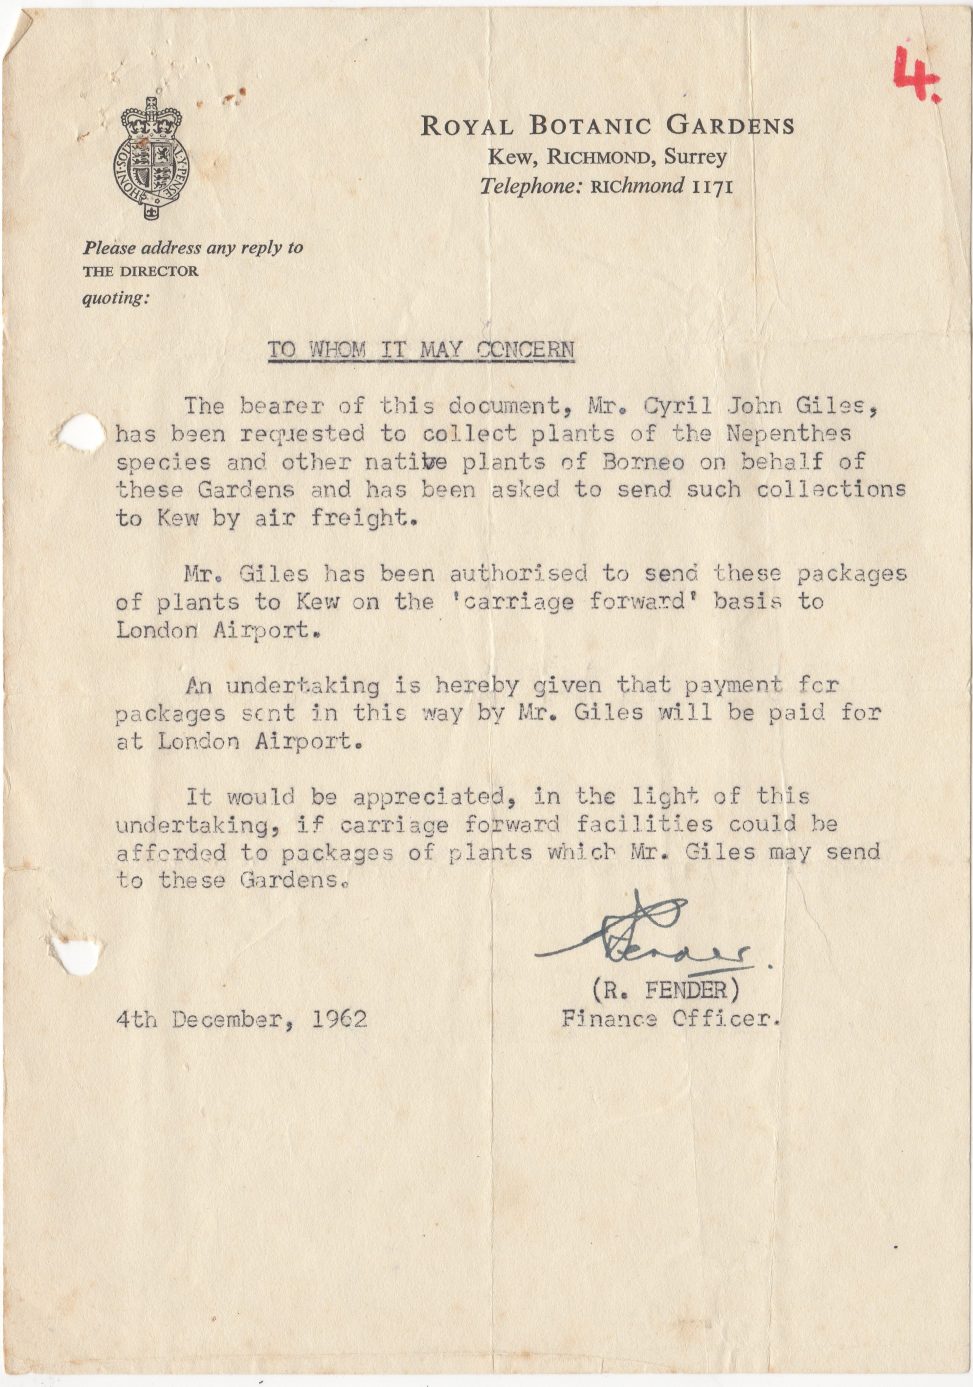 4.
ROYAL BOTANIC GARDENS
Kew, RICHMOND, Surrey
Telephone: RIChmond 1171
HONI·SOI
AL·Y·PENSE
Please address any reply to
THE DIRECTOR
quoting:
TO WHOM IT MAY CONCERN
The bearer of this document, Mr. Cyril John Giles,
has been requested to collect plants of the Nepenthes
species and other native plants of Borneo on behalf of
these Gardens and has been asked to send such collections
to Kew by air freight.
Mr. Giles has been authorised to send these packages
of plants to Kew on the 'carriage forward' basis to
London Airport.
An undertaking is hereby given that payment for
packages sent in this way by Mr. Giles will be paid for
at London Airport.
It would be appreciated, in the light of this
undertaking, if carriage forward facilities could be
afforded to packages of plants which Mr. Giles may send
to these Gardens.
R Fender.
(R. FENDER)
4th December, 1962 Finance Officer.